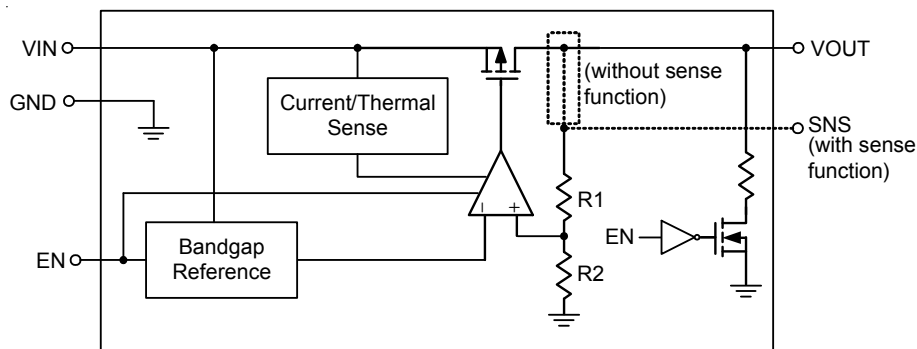 VIN
VOUT
(without sense
function)
GND
Current/Thermal
Sense
SNS
(with sense
function)
R1
− +
EN
EN
Bandgap
Reference
R2